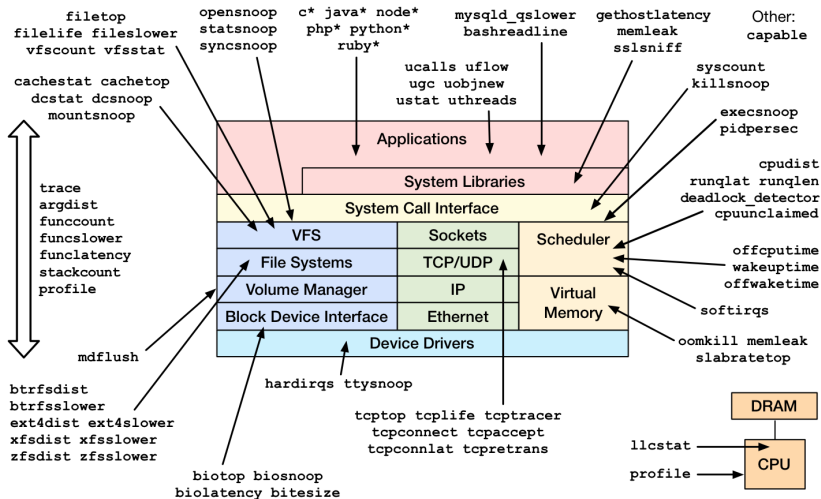 filetop
filelife fileslower
vfscount vfsstat
opensnoop
statsnoop
syncsnoop
c* java* node*
php* python*
ruby*
mysqld_qslower
bashreadline
gethostlatency
memleak
sslsniff
Other:
capable
cachestat cachetop
dcstat dcsnoop
mountsnoop
ucalls uflow
ugc uobjnew
ustat uthreads
syscount
killsnoop
execsnoop
pidpersec
cpudist
runqlat runqlen
deadlock_detector
cpuunclaimed
offcputime
wakeuptime
offwaketime
softirqs
oomkill memleak
slabratetop
trace
argdist
funccount
funcslower
funclatency
stackcount
profile
Applications
System Libraries
System Call Interface
VFS
Sockets
Scheduler
File Systems
TCP/UDP
Volume Manager
IP
Virtual
Memory
Block Device Interface
Ethernet
Device Drivers
mdflush
hardirqs ttysnoop
btrfsdist
btrfsslower
ext4dist ext4slower
xfsdist xfsslower
zfsdist zfsslower
biotop biosnoop
biolatency bitesize
tcptop tcplife tcptracer
tcpconnect tcpaccept
tcpconnlat tcpretrans
DRAM
llcstat
CPU
profile